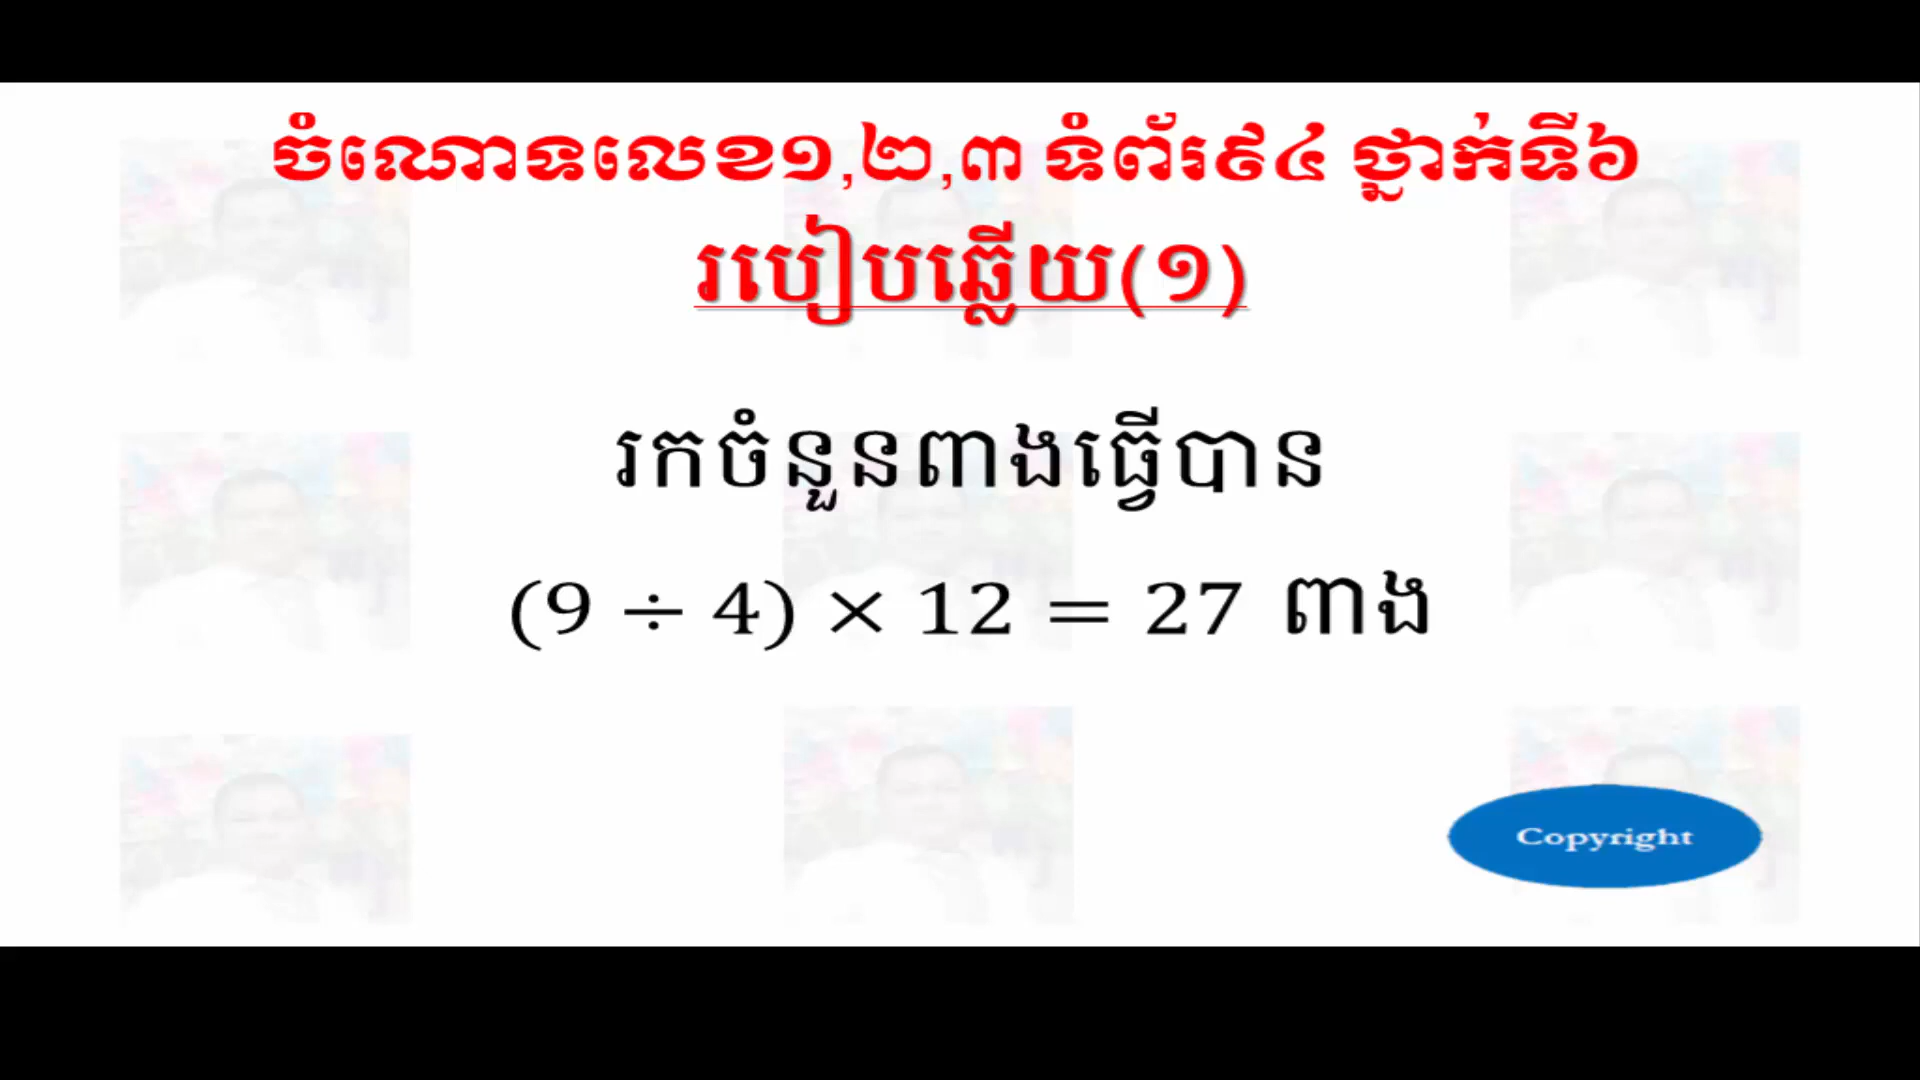 ចំណោទលេខ១,២,៣ ទំព័រ៩៤ ថ្នាក់ទី៦
របៀបឆ្លើយ(១)
រកចំនួនពាងធ្វើបាន
(9 ÷ 4) × 12 = 27 ពាង
Copyright